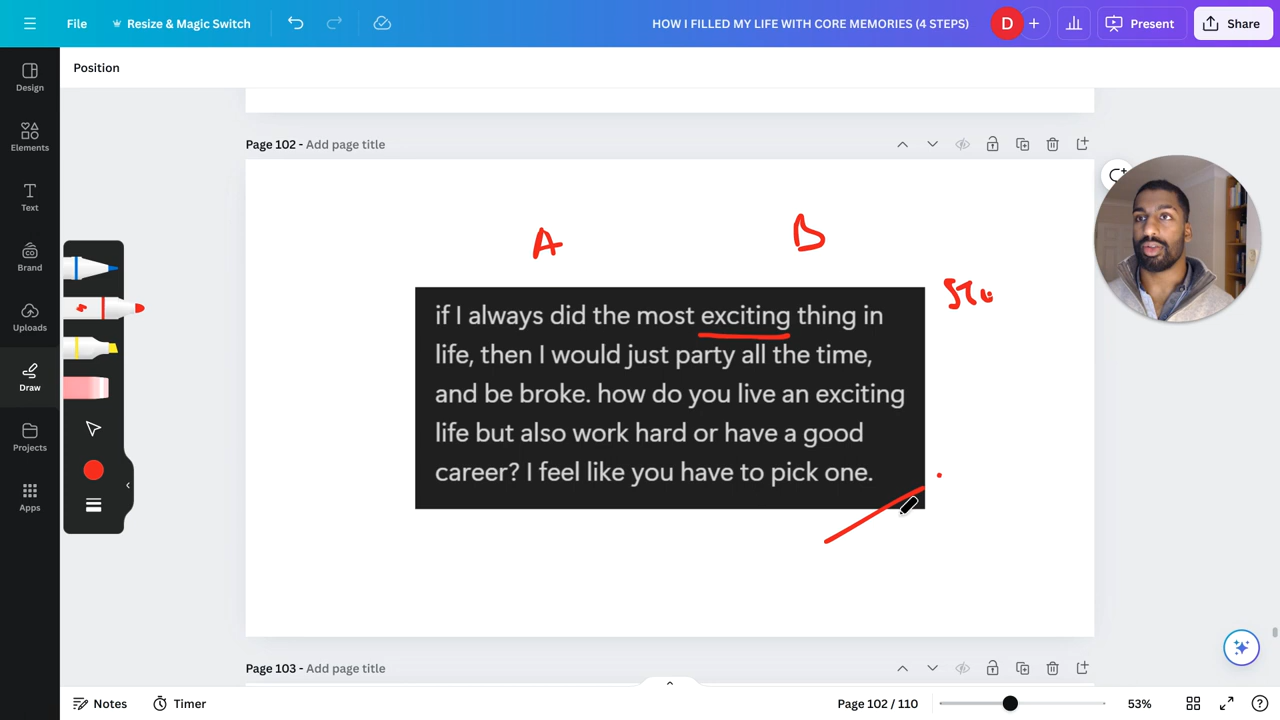 File
Resize & Magic Switch
HOW I FILLED MY LIFE WITH CORE MEMORIES (4 STEPS)
D
Present
Share
Position
Design
Elements
Text
Brand
Uploads
Draw
Projects
Apps
Page 102 - Add page title
A
B
if I always did the most exciting thing in
life, then I would just party all the time,
and be broke. how do you live an exciting
life but also work hard or have a good
career? I feel like you have to pick one.
Page 103 - Add page title
Notes
Timer
Page 102 / 110
53%